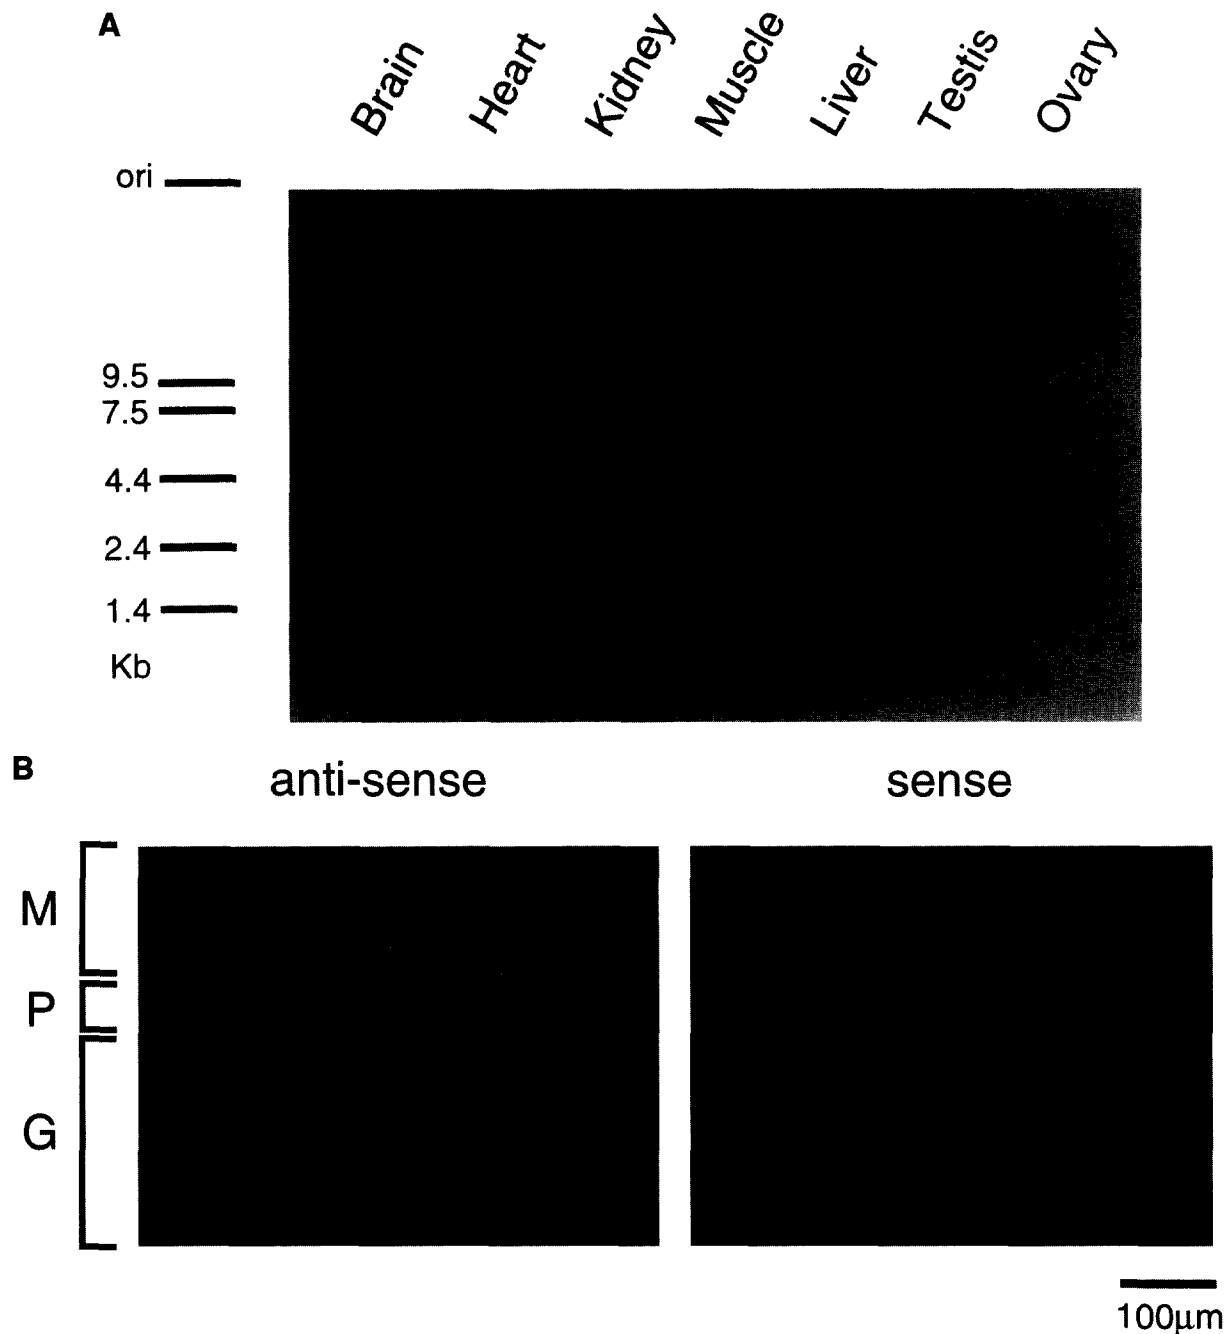 A
Brain
Heart
Kidney
Muscle
Liver
Testis
Ovary
ori
9.5
7.5
4.4
2.4
1.4
Kb
B
anti-sense
sense
M
P
G
100μm